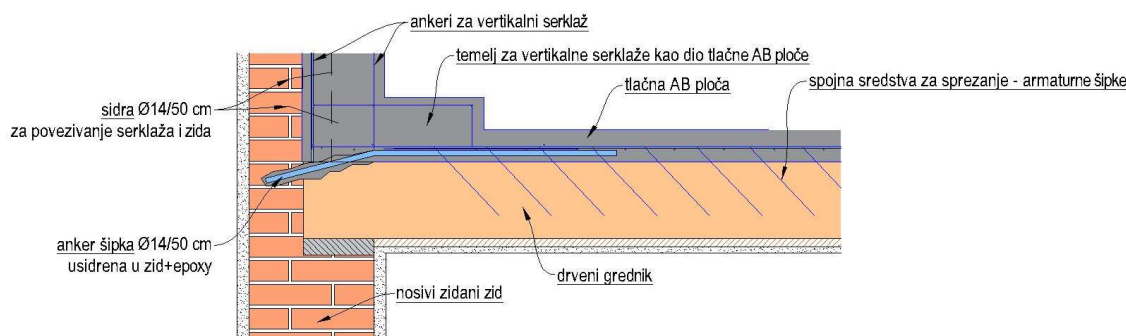 ankeri za vertikalni serklaž
temelj za vertikalne serklaže kao dio tlačne AB ploče
tlačna AB ploča
spojna sredstva za sprezanje - armaturne šipke
sidra Ø14/50 cm
za povezivanje serklaža i zida
anker šipka Ø14/50 cm
usidrena u zid+epoxy
drveni grednik
nosivi zidani zid